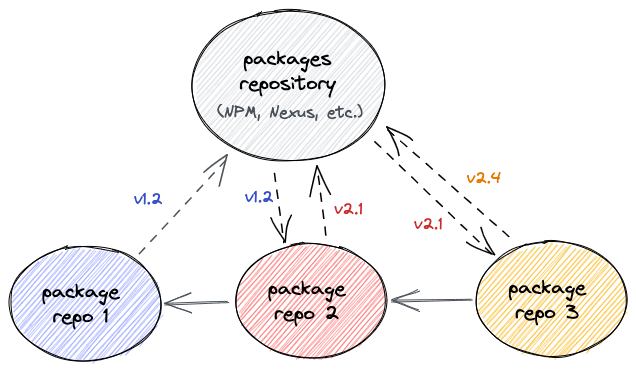 packages
repository
(NPM, Nexus, etc.)
v1.2
v1.2
v2.1
v2.1
v2.4
package
repo 1
package
repo 2
package
repo 3